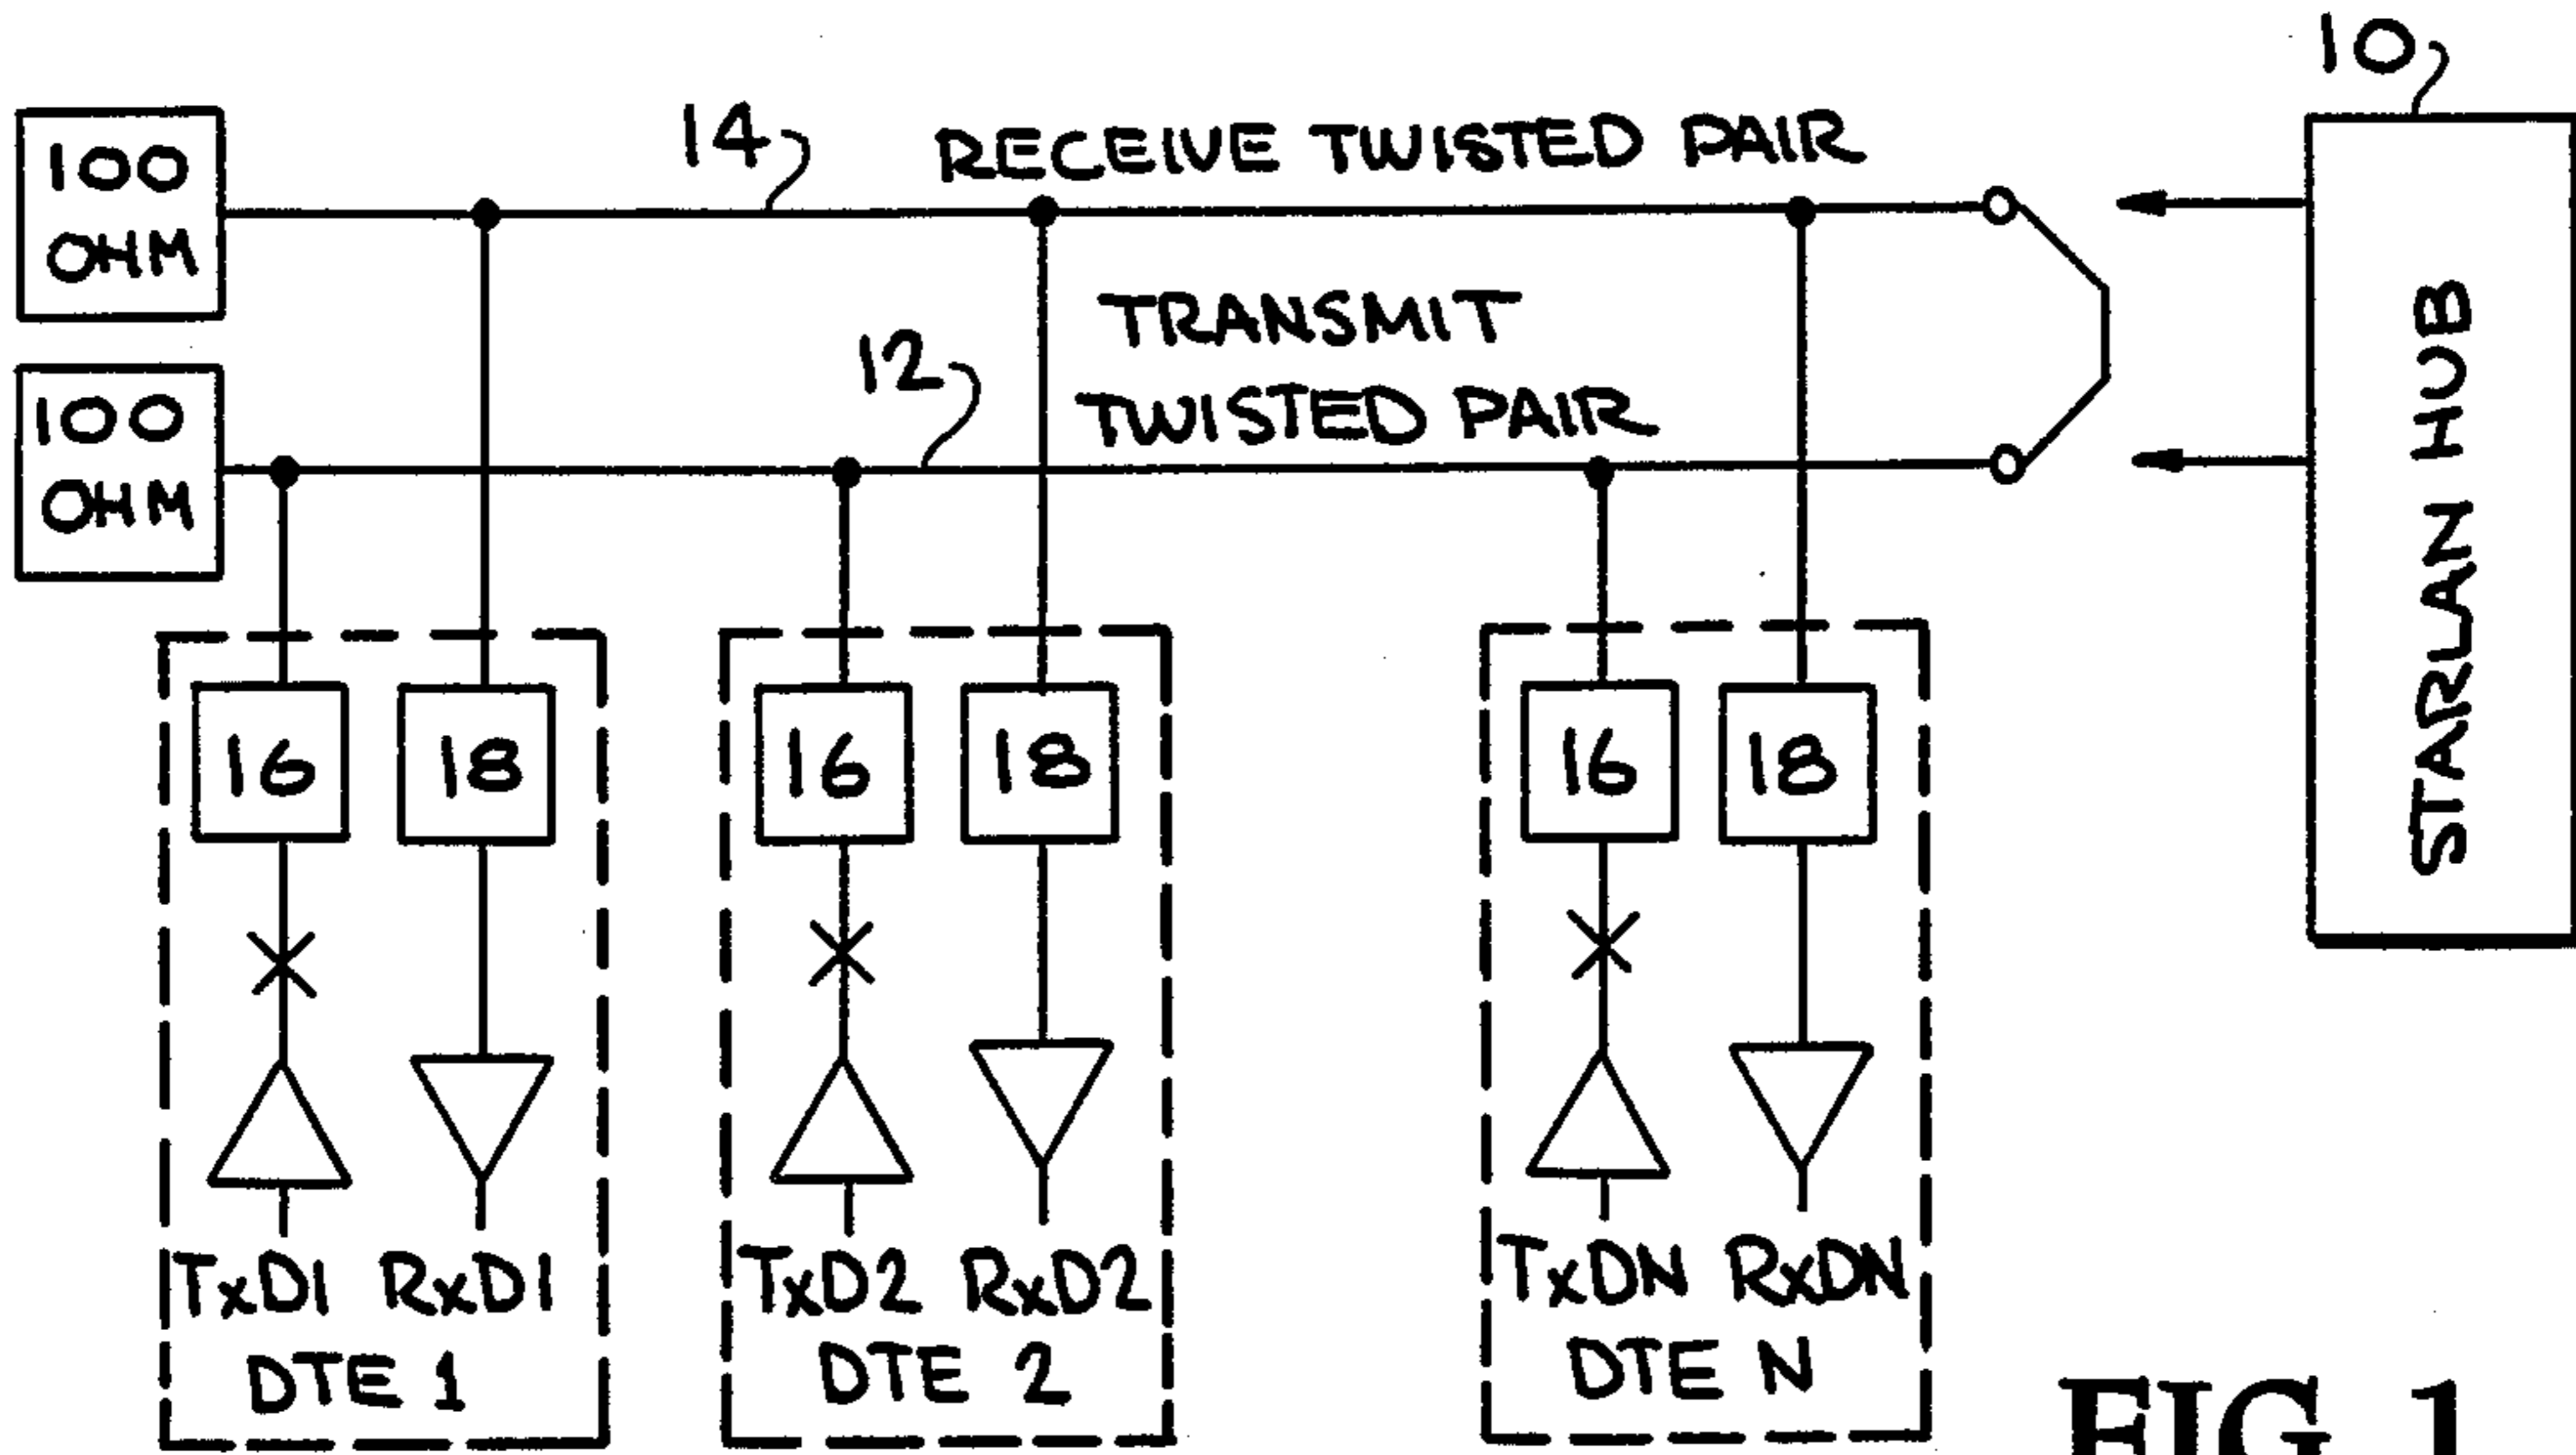 10
14
RECEIVE TWISTED PAIR
100
OHM
TRANSMIT
TWISTED PAIR
12
100
OHM
STARLAN HUB
16
18
16
18
16
18
TxD1 RxD1
DTE 1
TxD2 RxD2
DTE 2
TxDN RxDN
DTE N
FIG. 1